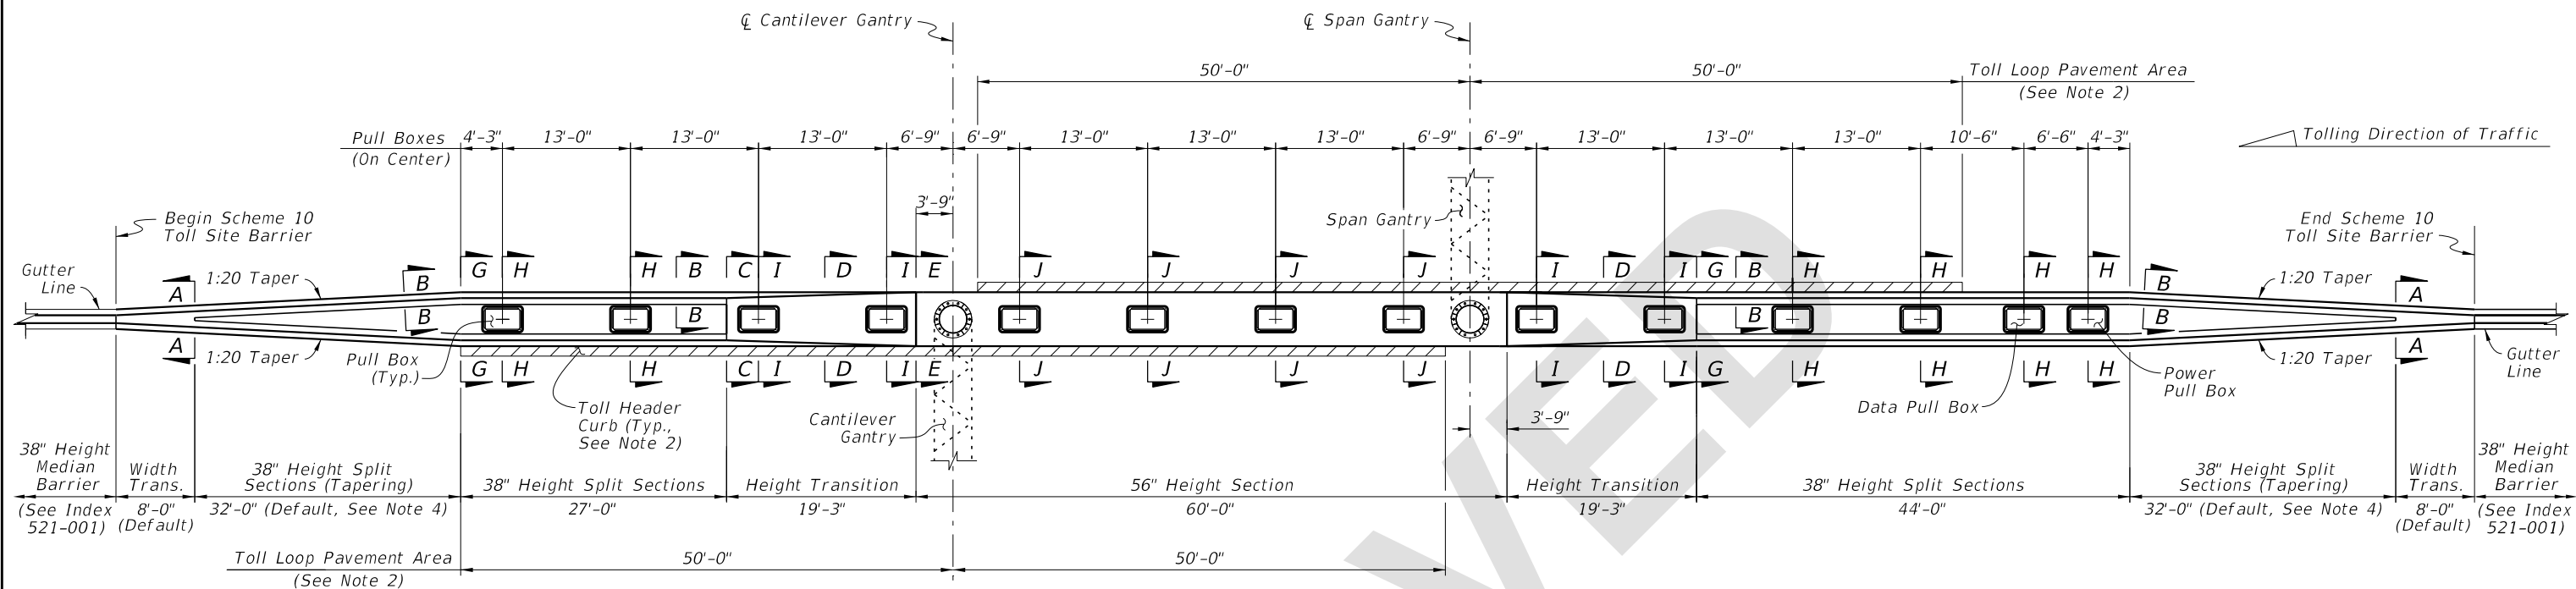 ℄ Cantilever Gantry
℄ Span Gantry
50'-0"
50'-0"
Toll Loop Pavement Area
(See Note 2)
Pull Boxes
(On Center)
4'-3"
13'-0"
13'-0"
13'-0"
6'-9"
6'-9"
13'-0"
13'-0"
13'-0"
6'-9"
6'-9"
13'-0"
13'-0"
13'-0"
10'-6"
6'-6"
4'-3"
Tolling Direction of Traffic
3'-9"
Begin Scheme 10
Toll Site Barrier
Span Gantry
End Scheme 10
Toll Site Barrier
Gutter
Line
A
1:20 Taper
B
G
H
H
B
C
I
D
I
E
J
J
J
J
I
D
I
G
B
H
H
H
H
B
1:20 Taper
A
B
B
B
B
A
1:20 Taper
Pull Box
(Typ.)
G
H
H
C
I
D
I
E
J
J
J
J
I
D
I
G
H
H
H
H
1:20 Taper
A
Gutter
Line
Toll Header
Curb (Typ.,
See Note 2)
Cantilever
Gantry
3'-9"
Data Pull Box
Power
Pull Box
38" Height
Median
Barrier
(See Index
521-001)
Width
Trans.
8'-0"
(Default)
38" Height Split
Sections (Tapering)
32'-0" (Default, See Note 4)
38" Height Split Sections
27'-0"
Height Transition
19'-3"
56" Height Section
60'-0"
Height Transition
19'-3"
38" Height Split Sections
44'-0"
38" Height Split
Sections (Tapering)
32'-0" (Default, See Note 4)
Width
Trans.
8'-0"
(Default)
38" Height
Median
Barrier
(See Index
521-001)
Toll Loop Pavement Area
(See Note 2)
50'-0"
50'-0"
VED